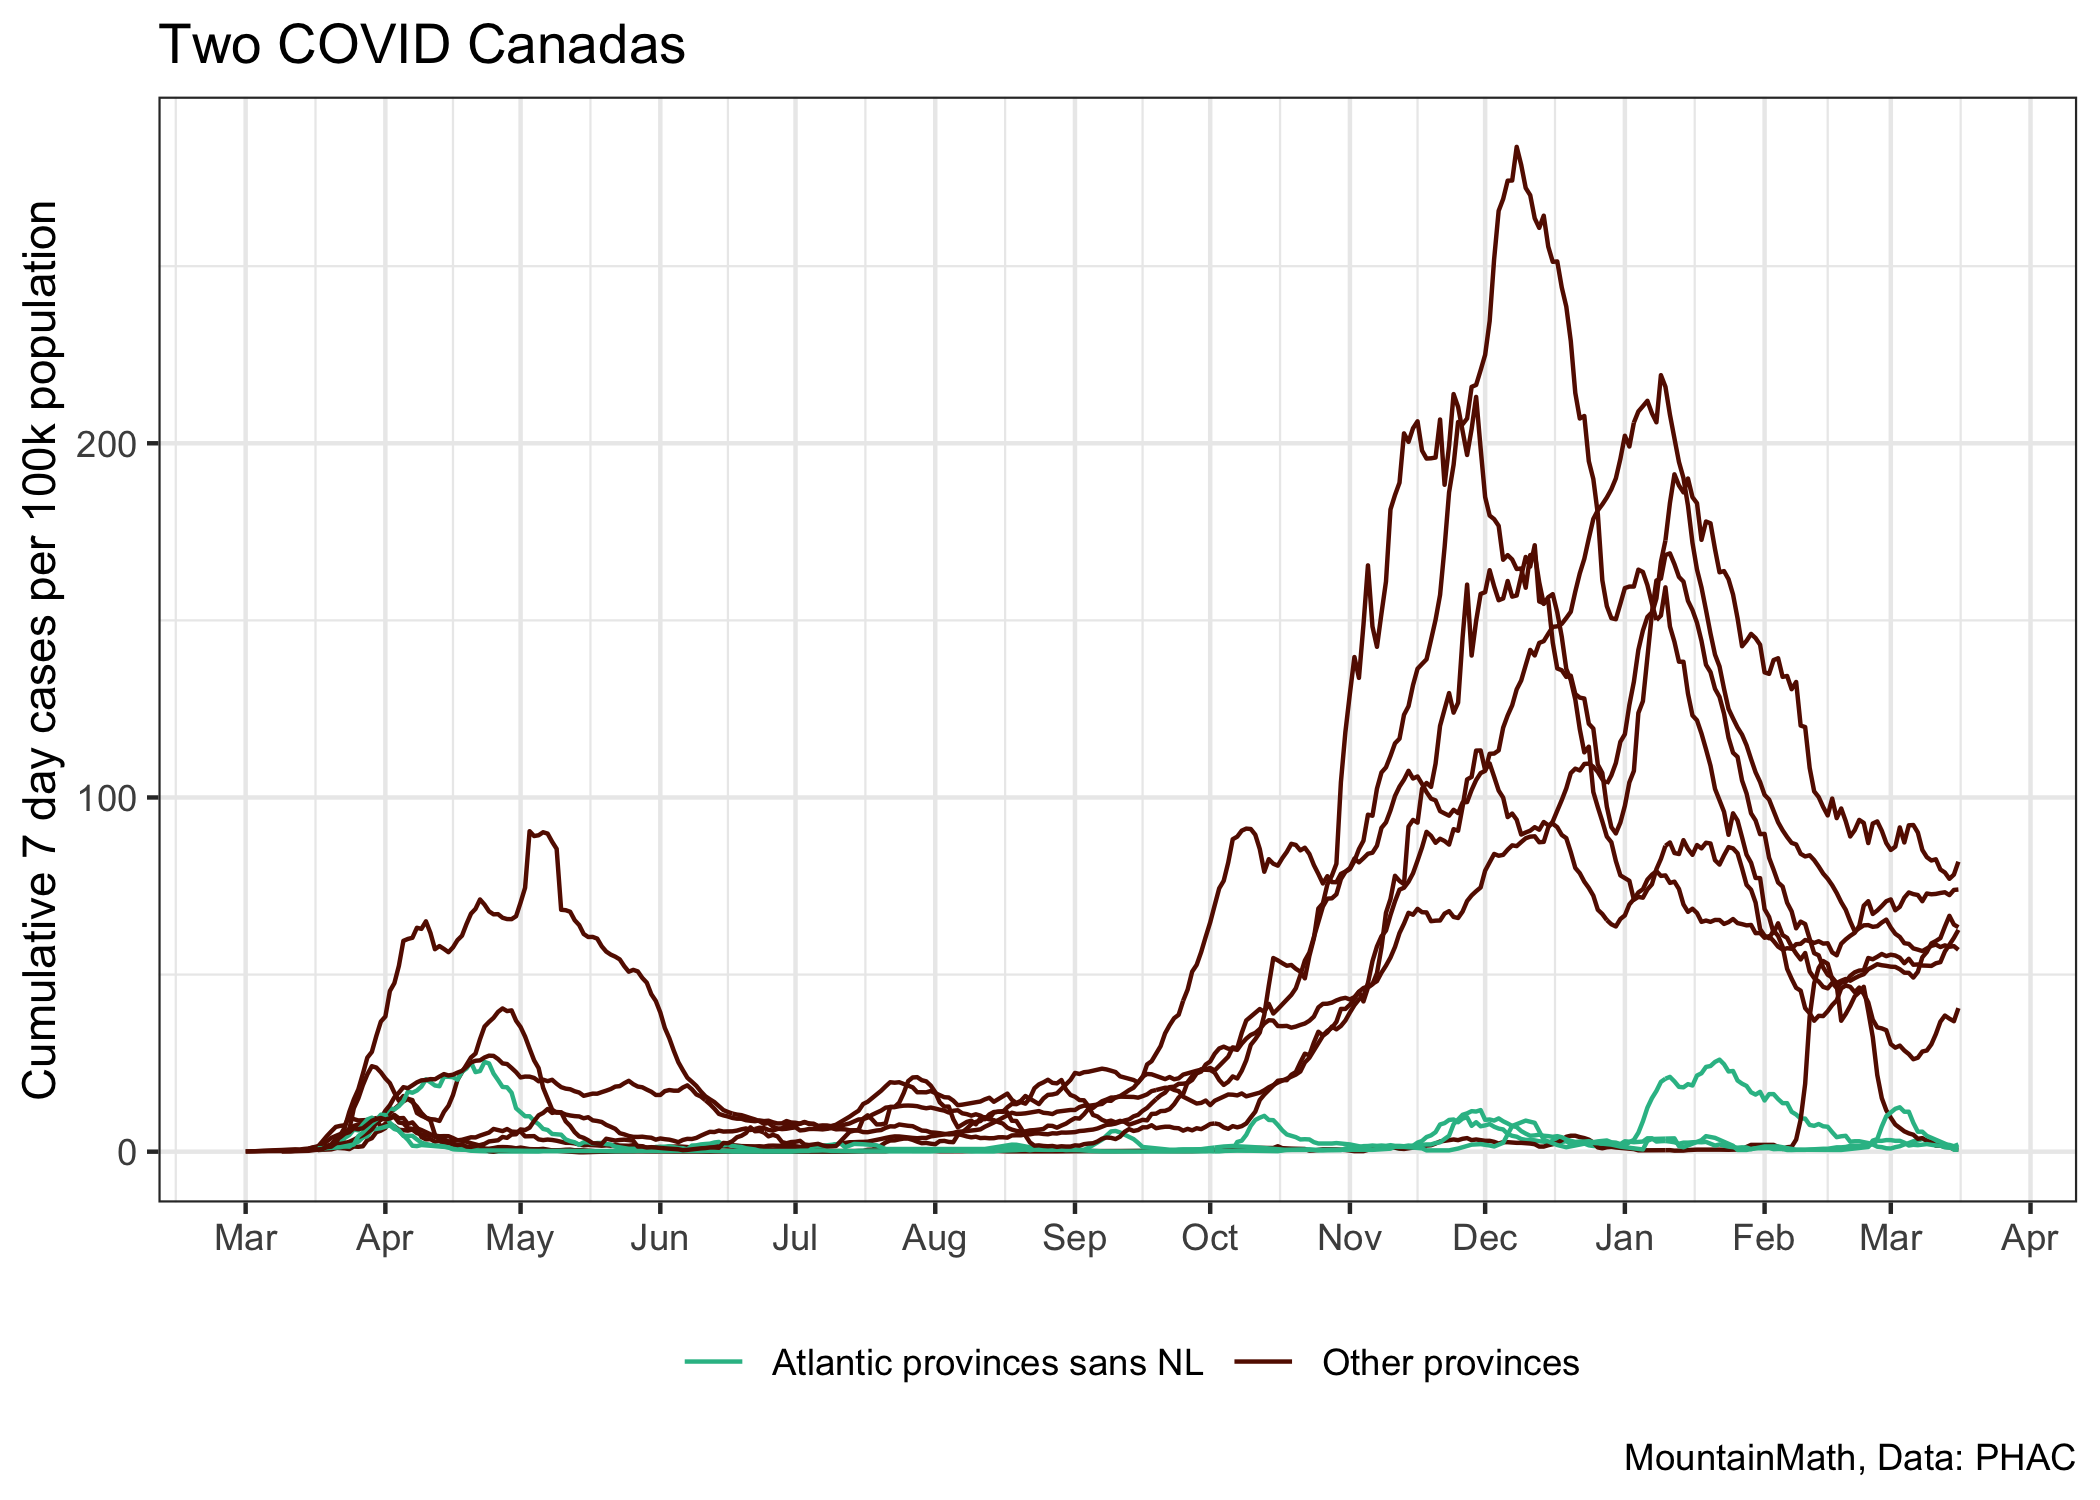 Two COVID Canadas
Cumulative 7 day cases per 100k population
200
100
0
Mar Apr May Jun Jul Aug Sep Oct Nov Dec Jan Feb Mar Apr
Atlantic provinces sans NL Other provinces
MountainMath, Data: PHAC